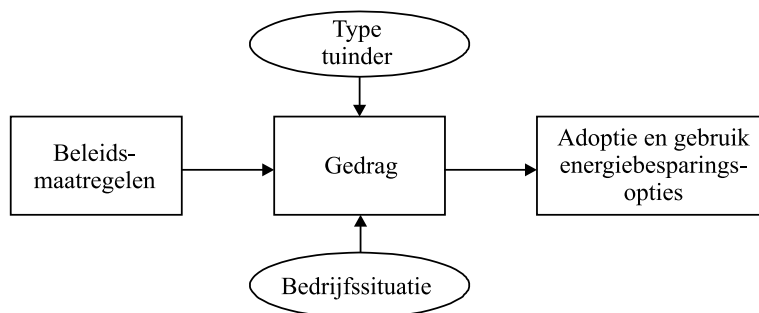 Type
tuinder
Beleids-
maatregelen
Gedrag
Adoptie en gebruik
energiebesparings-
opties
Bedrijfssituatie